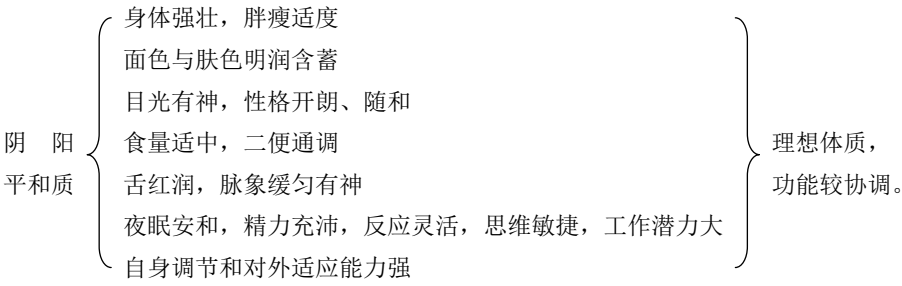 身体强壮，胖瘦适度
面色与肤色明润含蓄
目光有神，性格开朗、随和
阴 阳 食量适中，二便通调 理想体质，
平和质 舌红润，脉象缓匀有神 功能较协调。
夜眠安和，精力充沛，反应灵活，思维敏捷，工作潜力大
自身调节和对外适应能力强